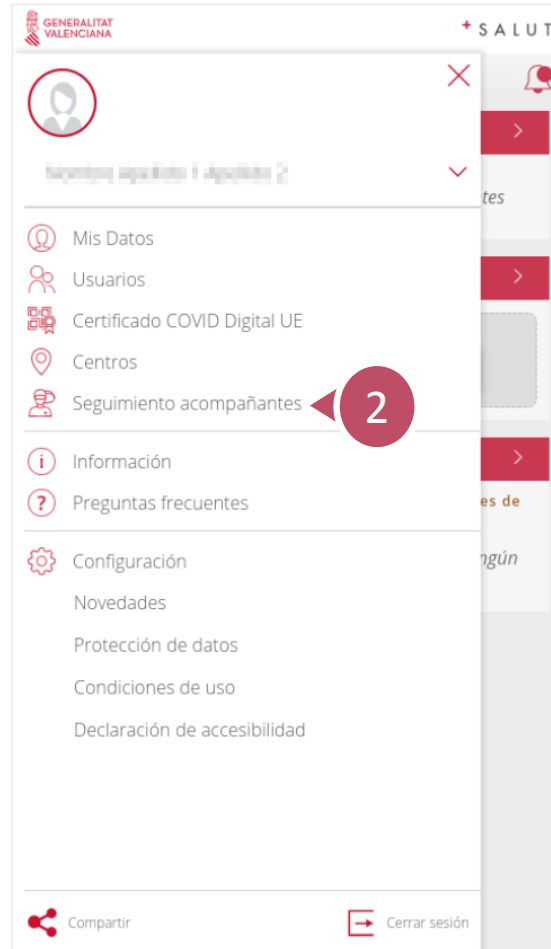 GENERALITAT
VALENCIANA
+ SALUT
tes
Mis Datos
Usuarios
Certificado COVID Digital UE
Centros
Seguimiento acompañantes
2
Información
Preguntas frecuentes
es de
Configuración
ngún
Novedades
Protección de datos
Condiciones de uso
Declaración de accesibilidad
Compartir
Cerrar sesión